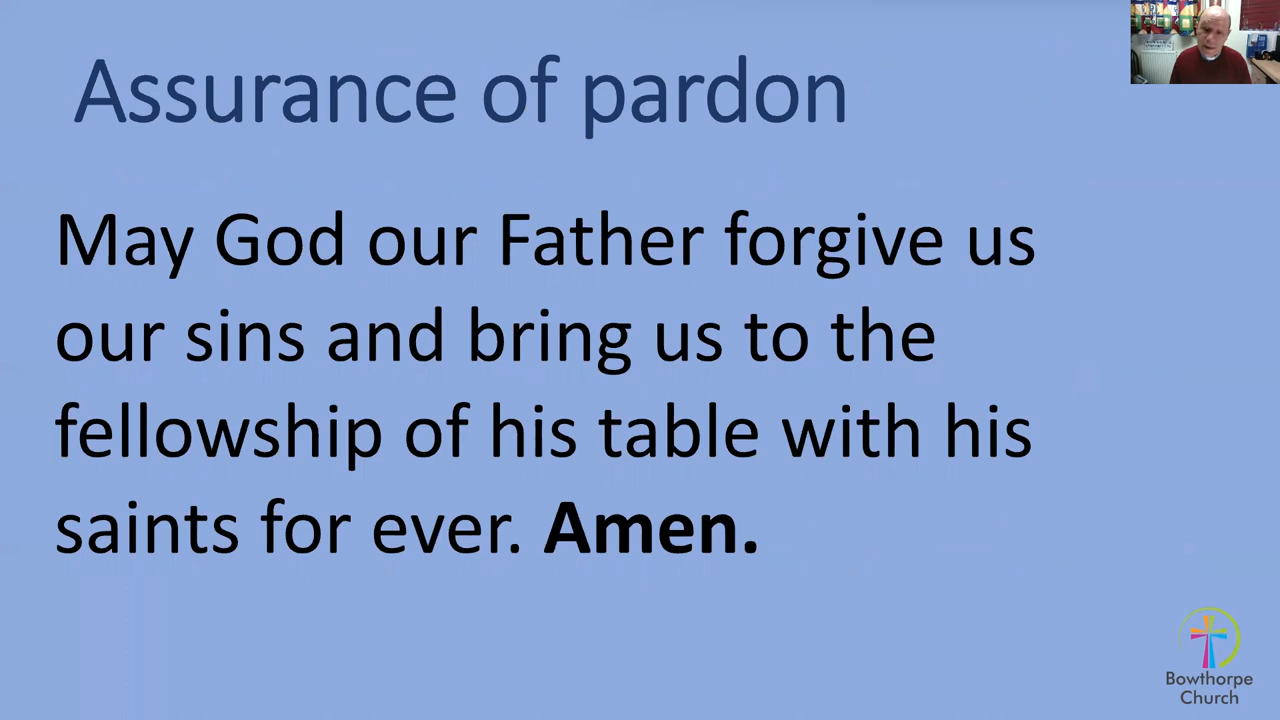 Assurance of pardon
May God our Father forgive us
our sins and bring us to the
fellowship of his table with his
saints for ever. Amen.
Bowthorpe
Church